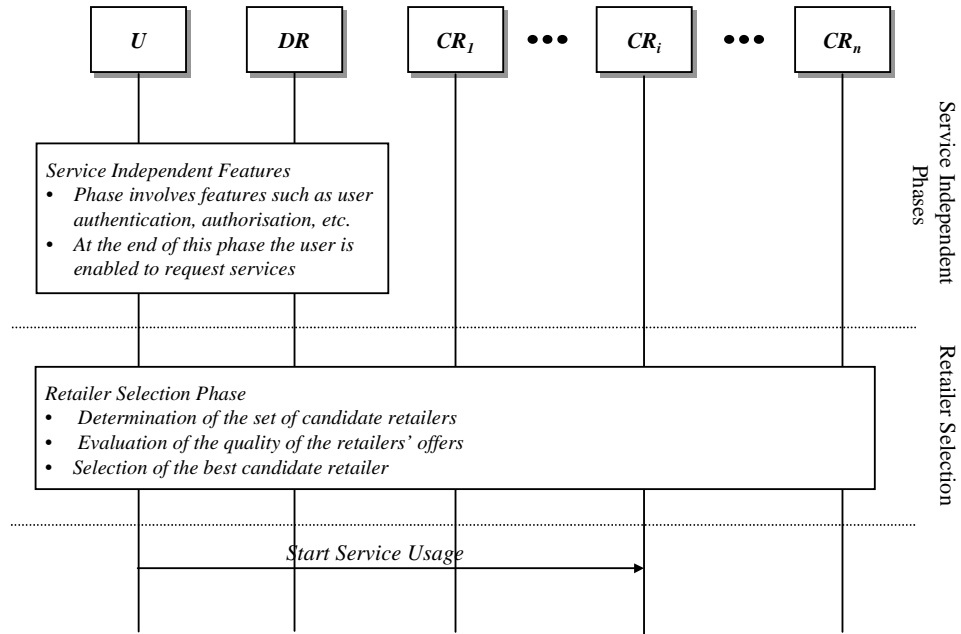 U DR CR1 ••• CRi ••• CRn
Service Independent
Phases
Service Independent Features
• Phase involves features such as user
authentication, authorisation, etc.
• At the end of this phase the user is
enabled to request services
Retailer Selection
Retailer Selection Phase
• Determination of the set of candidate retailers
• Evaluation of the quality of the retailers’ offers
• Selection of the best candidate retailer
Start Service Usage